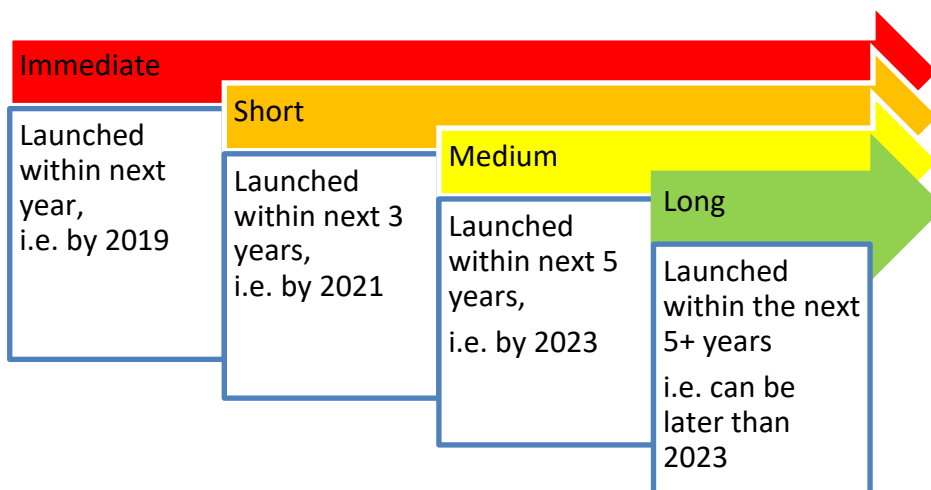 Immediate
Launched
within next
year,
i.e. by 2019
Short
Launched
within next 3
years,
i.e. by 2021
Medium
Launched
within next 5
years,
i.e. by 2023
Long
Launched
within the next
5+ years
i.e. can be
later than
2023